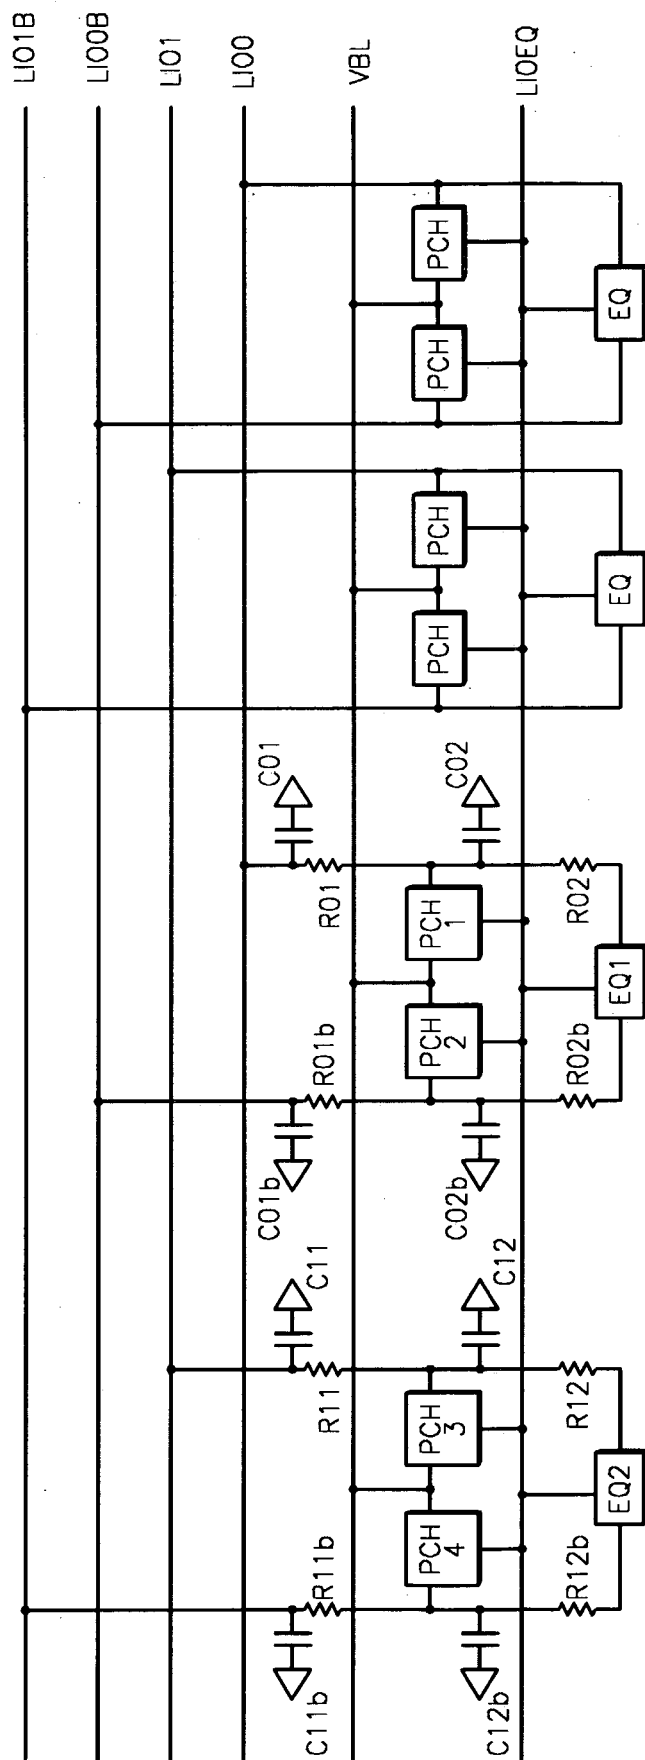 LIO1B
LIO0B
LIO1
LIO0
VBL
LIOEQ
PCH
PCH
EQ
PCH
PCH
EQ
C01
C02
R01
PCH
1
R02
EQ1
PCH
2
R01b
R02b
C01b
C02b
C11
C12
R11
PCH
3
R12
EQ2
PCH
4
R11b
R12b
C11b
C12b